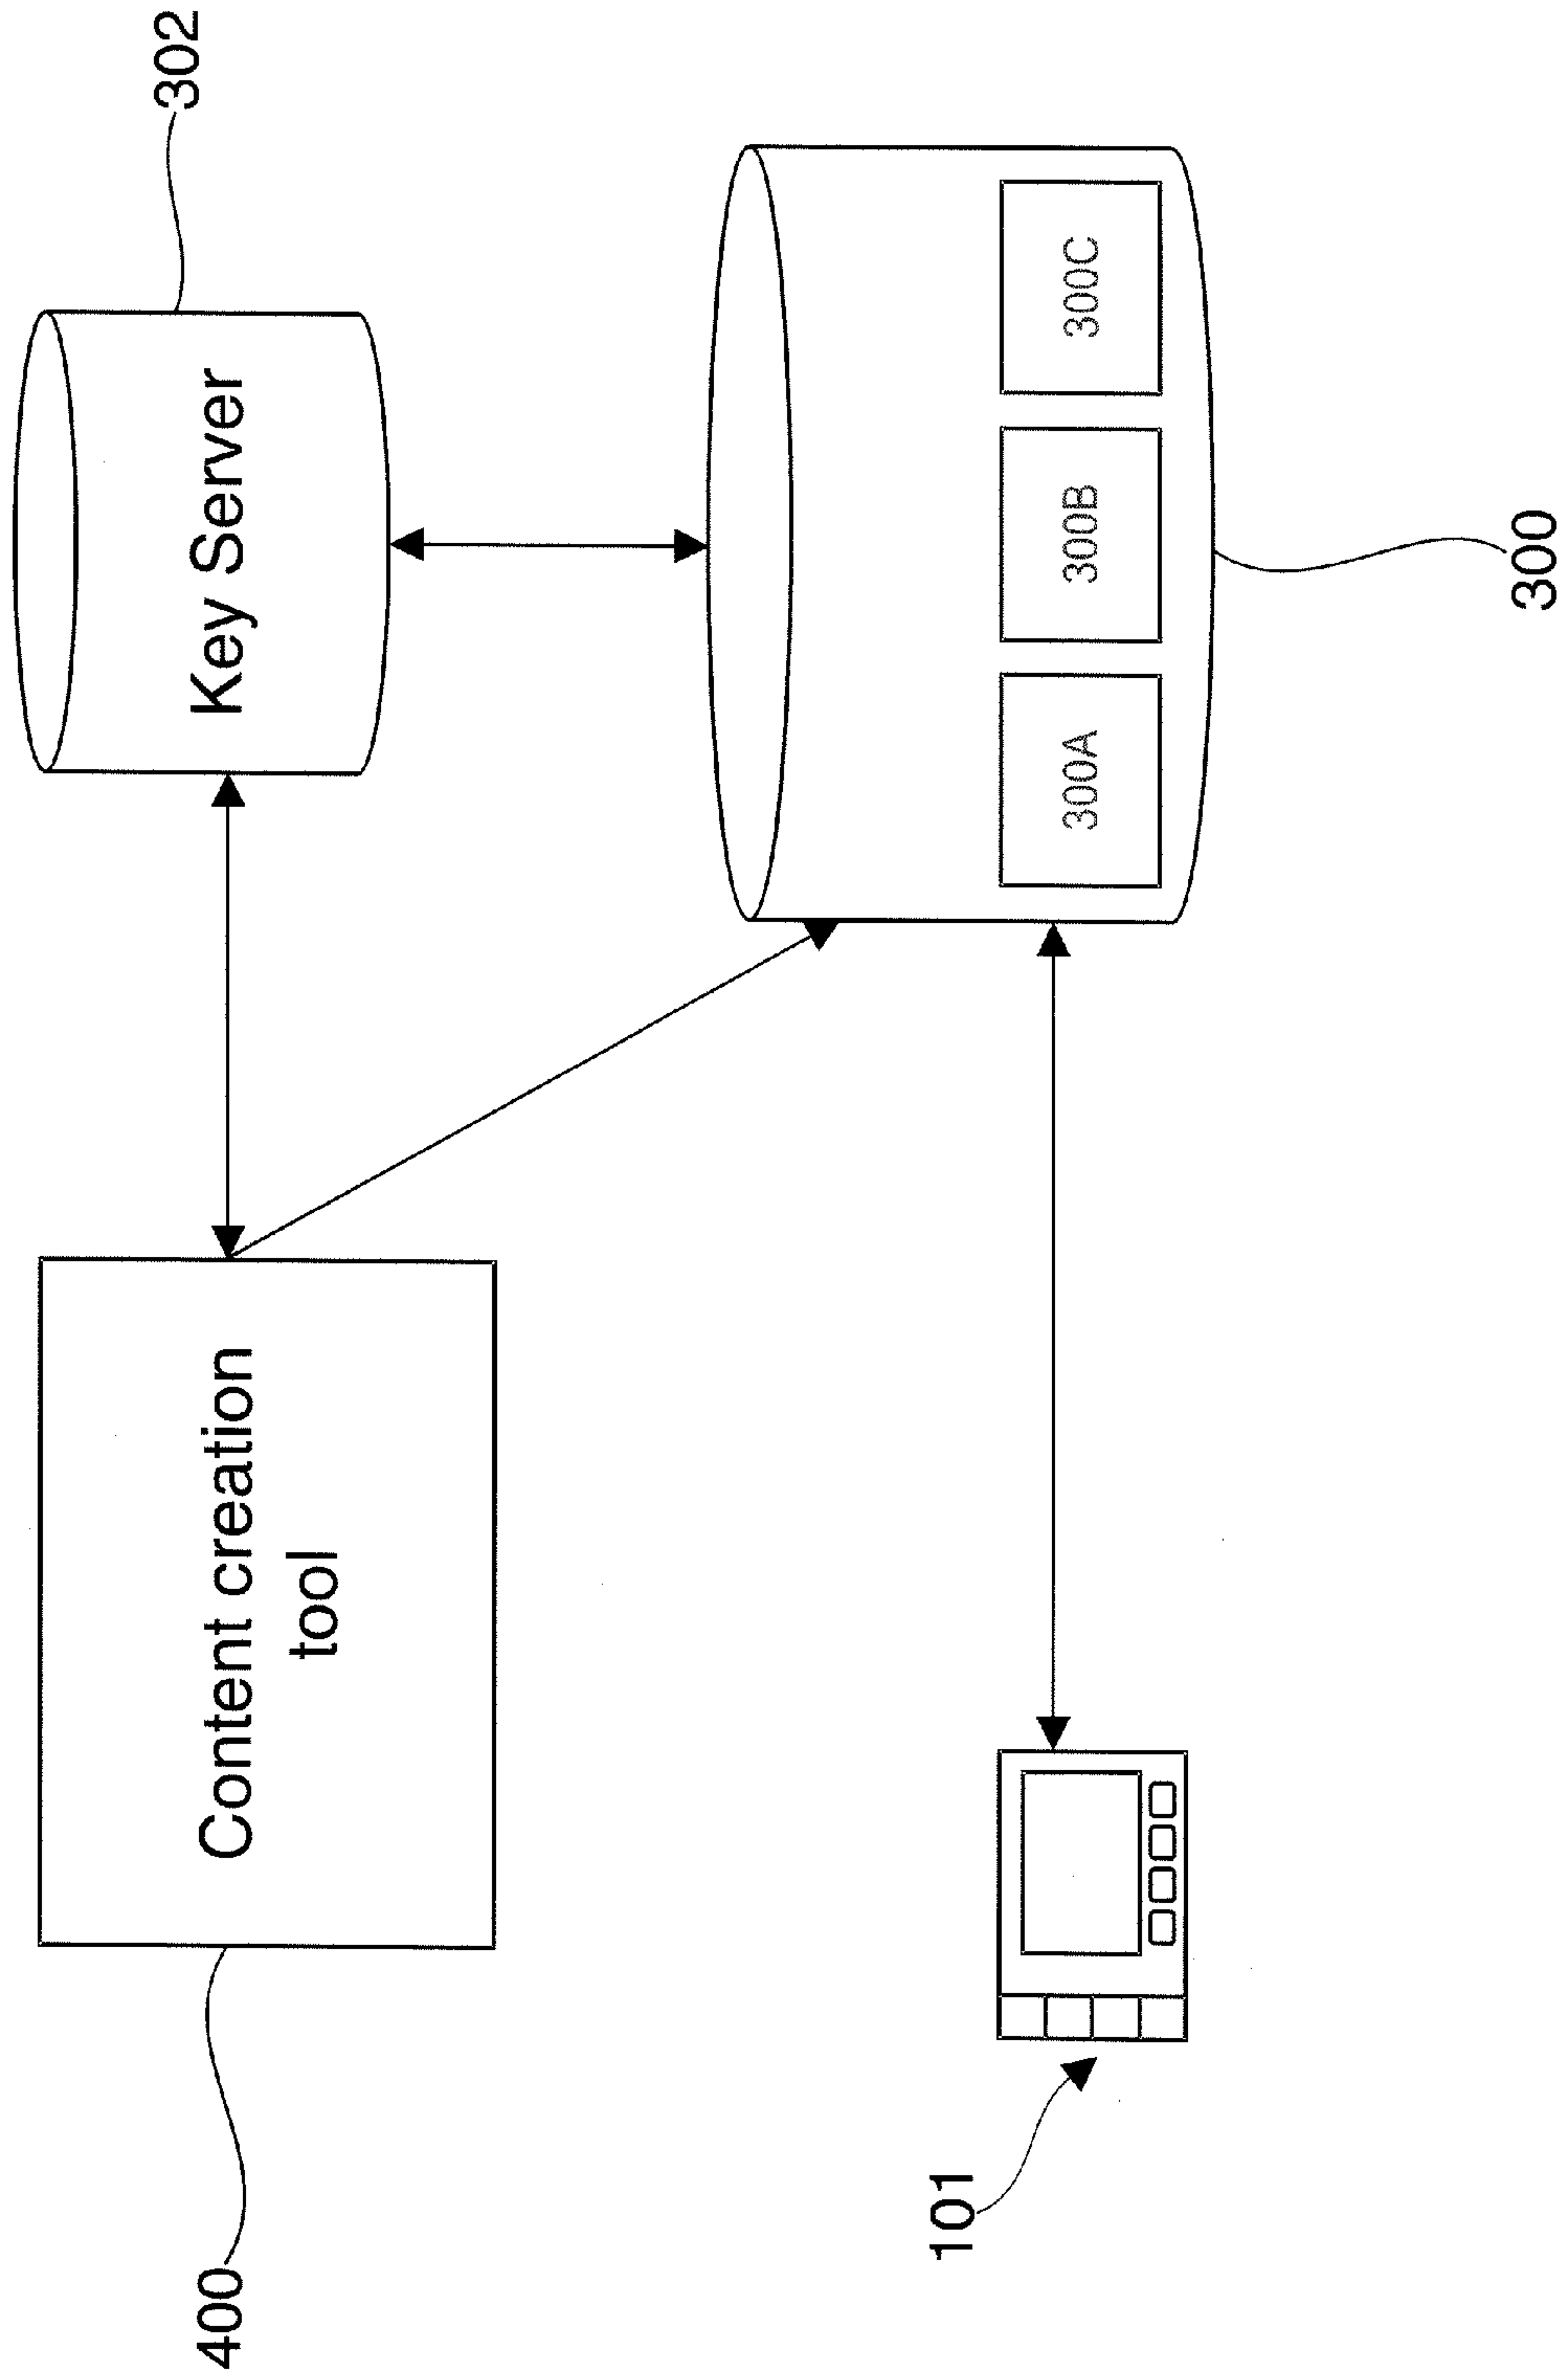 400
Content creation
tool
Key Server
302
101
300A
300B
300C
300